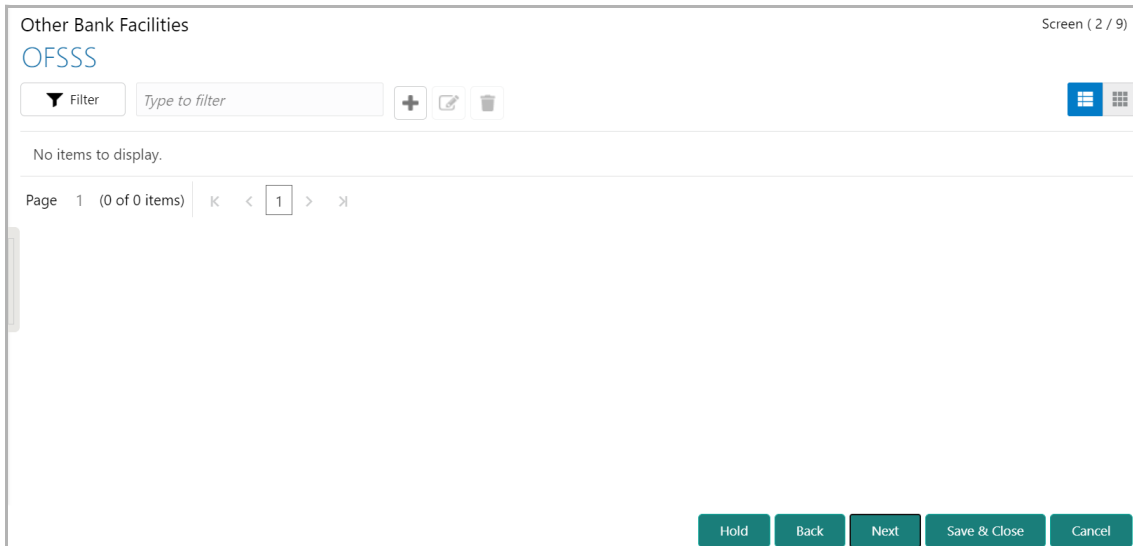 Other Bank Facilities Screen ( 2 / 9)
OFSSS
Filter Type to filter
No items to display.
Page 1 (0 of 0 items) 1
Hold Back Next Save & Close Cancel